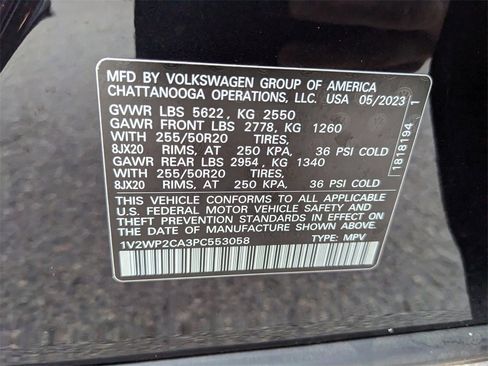 MFD BY VOLKSWAGEN GROUP OF AMERICA
CHATTANOOGA OPERATIONS, LLC. USA 05/2023
GVWR LBS 5622, KG 2550
GAWR FRONT LBS 2778, KG 1260
WITH 255/50R20 TIRES,
8JX20 RIMS, AT 250 KPA, 36 PSI COLD
GAWR REAR LBS 2954, KG 1340
WITH 255/50R20 TIRES,
8JX20 RIMS, AT 250 KPA, 36 PSI COLD
THIS VEHICLE CONFORMS TO ALL APPLICABLE
U.S. FEDERAL MOTOR VEHICLE SAFETY AND
THEFT PREVENTION STANDARDS IN EFFECT ON
THE DATE OF MANUFACTURE SHOWN ABOVE.
1V2WP2CA3PC553058 TYPE: MPV
1818194 1